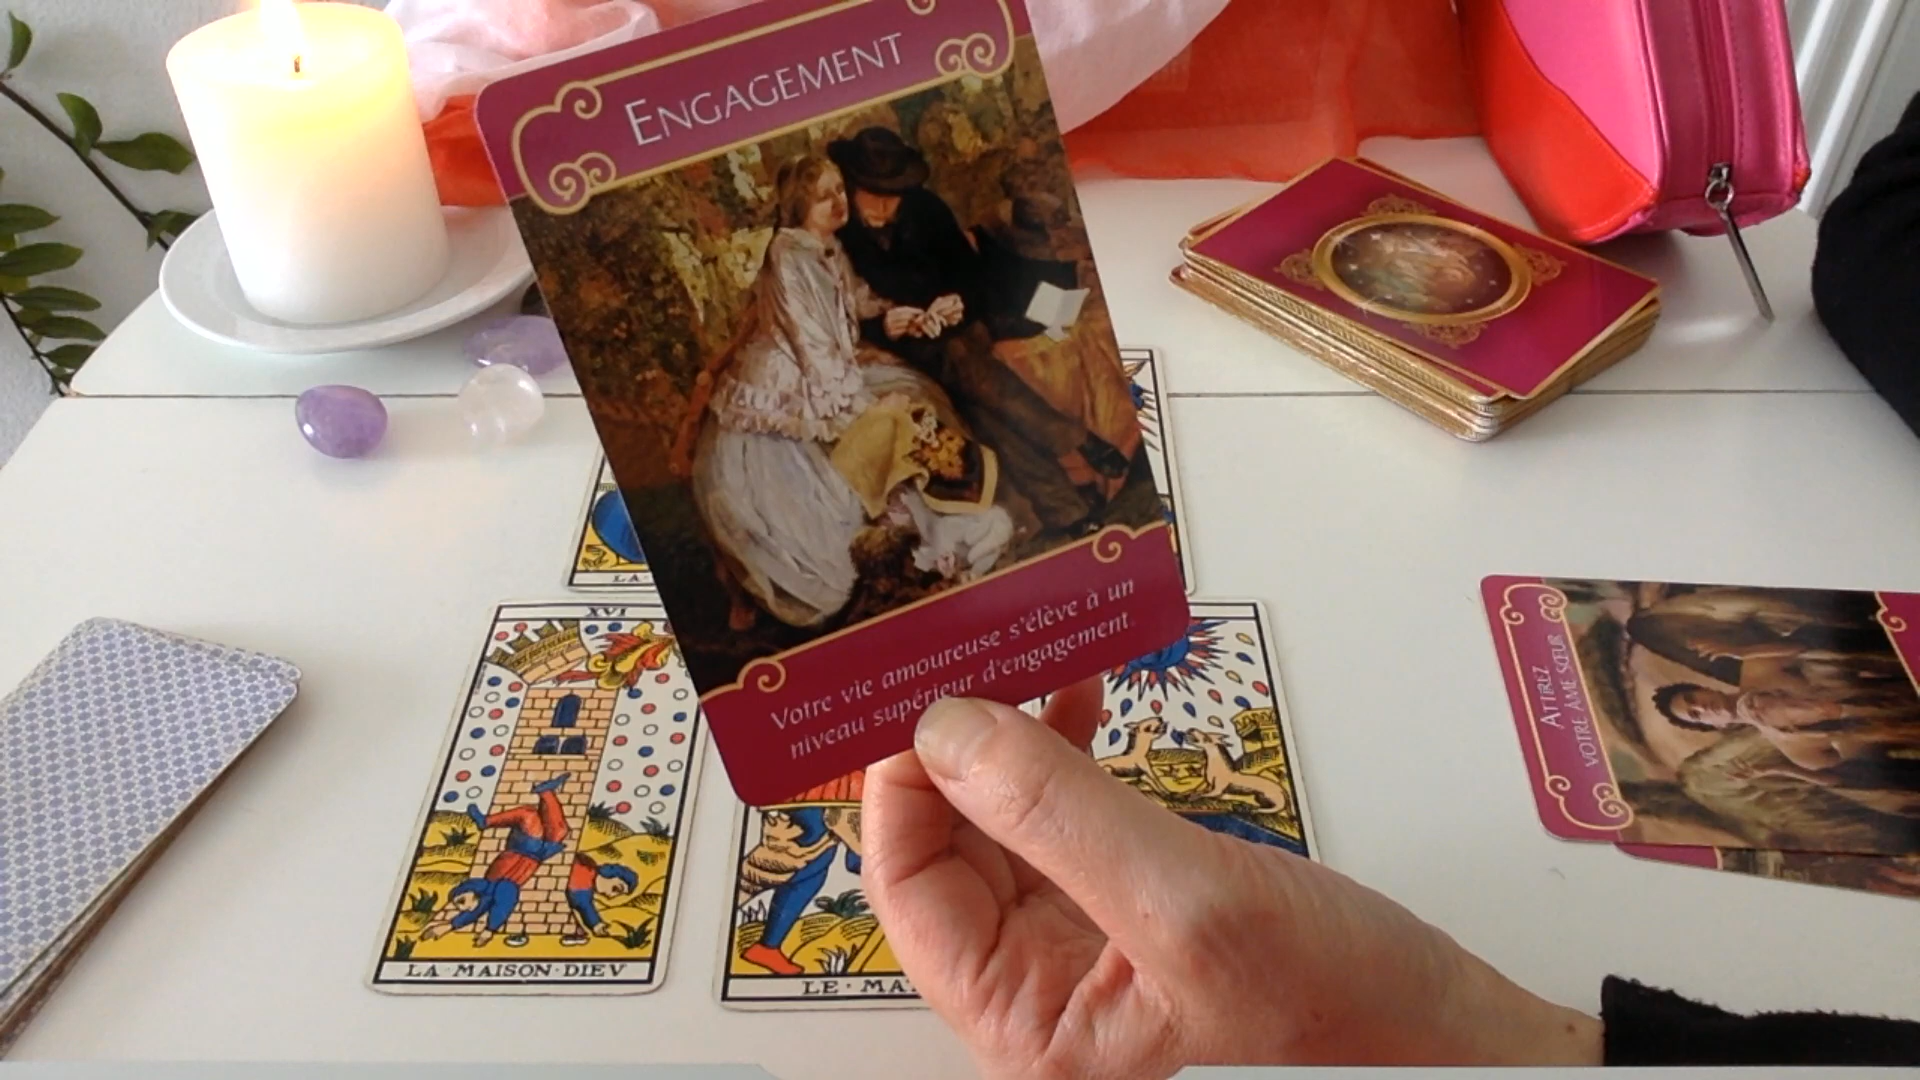 ENGAGEMENT
Votre vie amoureuse s'élève à un
niveau supérieur d'engagement.
LA
XVI
LA·MAISON·DIEV
LE·MA
ATTIREZ
VOTRE ÂME SŒUR